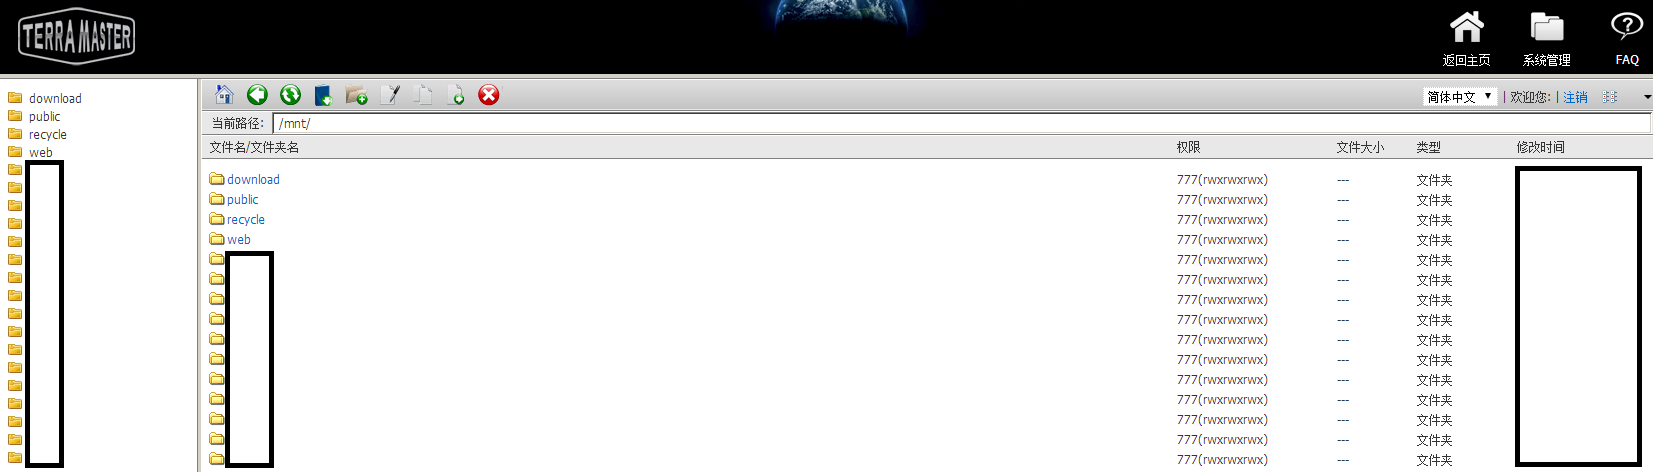 TERRA MASTER
返回主页 系统管理 FAQ
download
public
recycle
web
简体中文 ▼ | 欢迎您: | 注销
当前路径: /mnt/
文件名/文件夹名 权限 文件大小 类型 修改时间
download 777(rwxrwxrwx) --- 文件夹
public 777(rwxrwxrwx) --- 文件夹
recycle 777(rwxrwxrwx) --- 文件夹
web 777(rwxrwxrwx) --- 文件夹
777(rwxrwxrwx) --- 文件夹
777(rwxrwxrwx) --- 文件夹
777(rwxrwxrwx) --- 文件夹
777(rwxrwxrwx) --- 文件夹
777(rwxrwxrwx) --- 文件夹
777(rwxrwxrwx) --- 文件夹
777(rwxrwxrwx) --- 文件夹
777(rwxrwxrwx) --- 文件夹
777(rwxrwxrwx) --- 文件夹
777(rwxrwxrwx) --- 文件夹
777(rwxrwxrwx) --- 文件夹